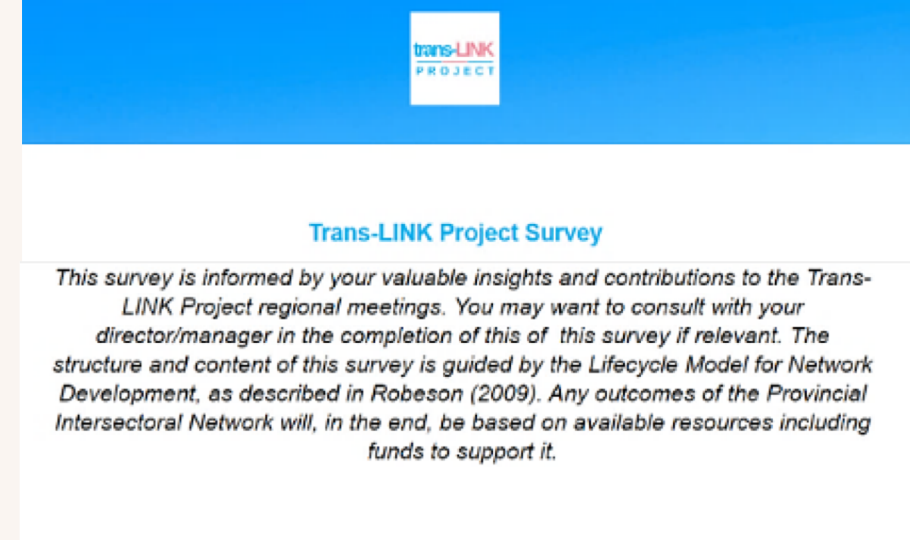 trans-LINK
PROJECT
Trans-LINK Project Survey
This survey is informed by your valuable insights and contributions to the Trans-
LINK Project regional meetings. You may want to consult with your
director/manager in the completion of this of  this survey if relevant. The
structure and content of this survey is guided by the Lifecycle Model for Network
Development, as described in Robeson (2009). Any outcomes of the Provincial
Intersectoral Network will, in the end, be based on available resources including
funds to support it.